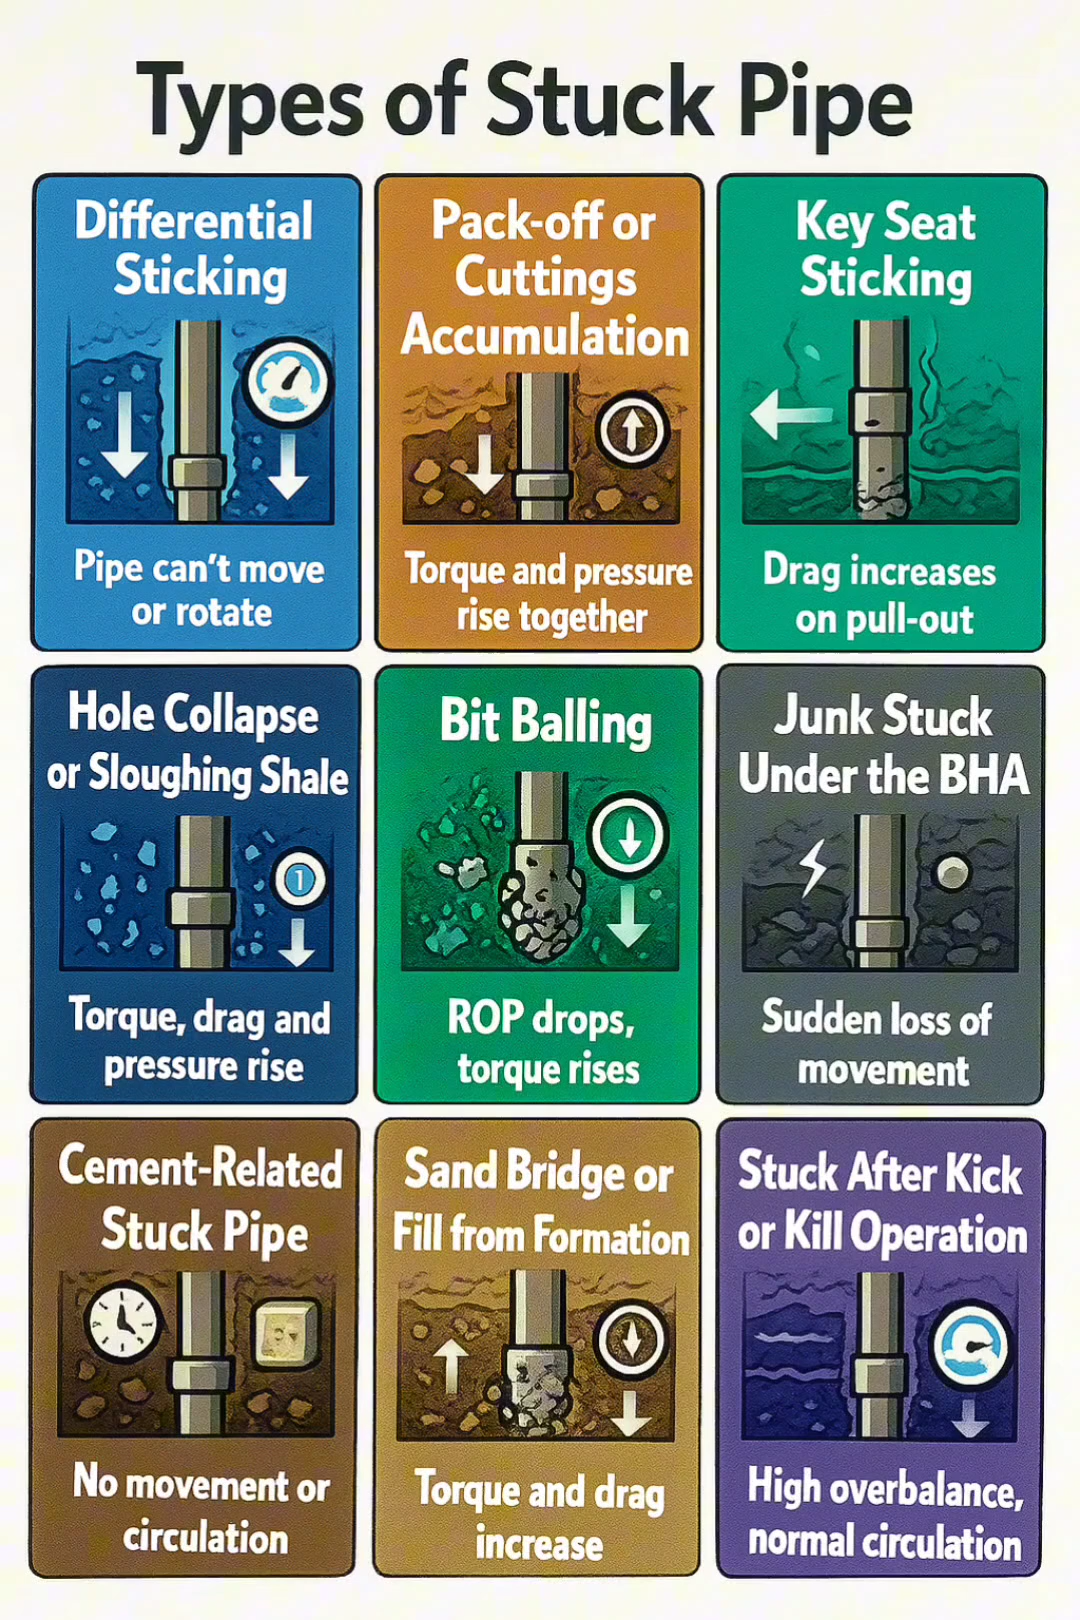 Types of Stuck Pipe
Differential
Sticking
Pipe can't move
or rotate
Pack-off or
Cuttings
Accumulation
Torque and pressure
rise together
Key Seat
Sticking
Drag increases
on pull-out
Hole Collapse
or Sloughing Shale
1
Torque, drag and
pressure rise
Bit Balling
ROP drops,
torque rises
Junk Stuck
Under the BHA
Sudden loss of
movement
Cement-Related
Stuck Pipe
No movement or
circulation
Sand Bridge or
Fill from Formation
Torque and drag
increase
Stuck After Kick
or Kill Operation
High overbalance,
normal circulation